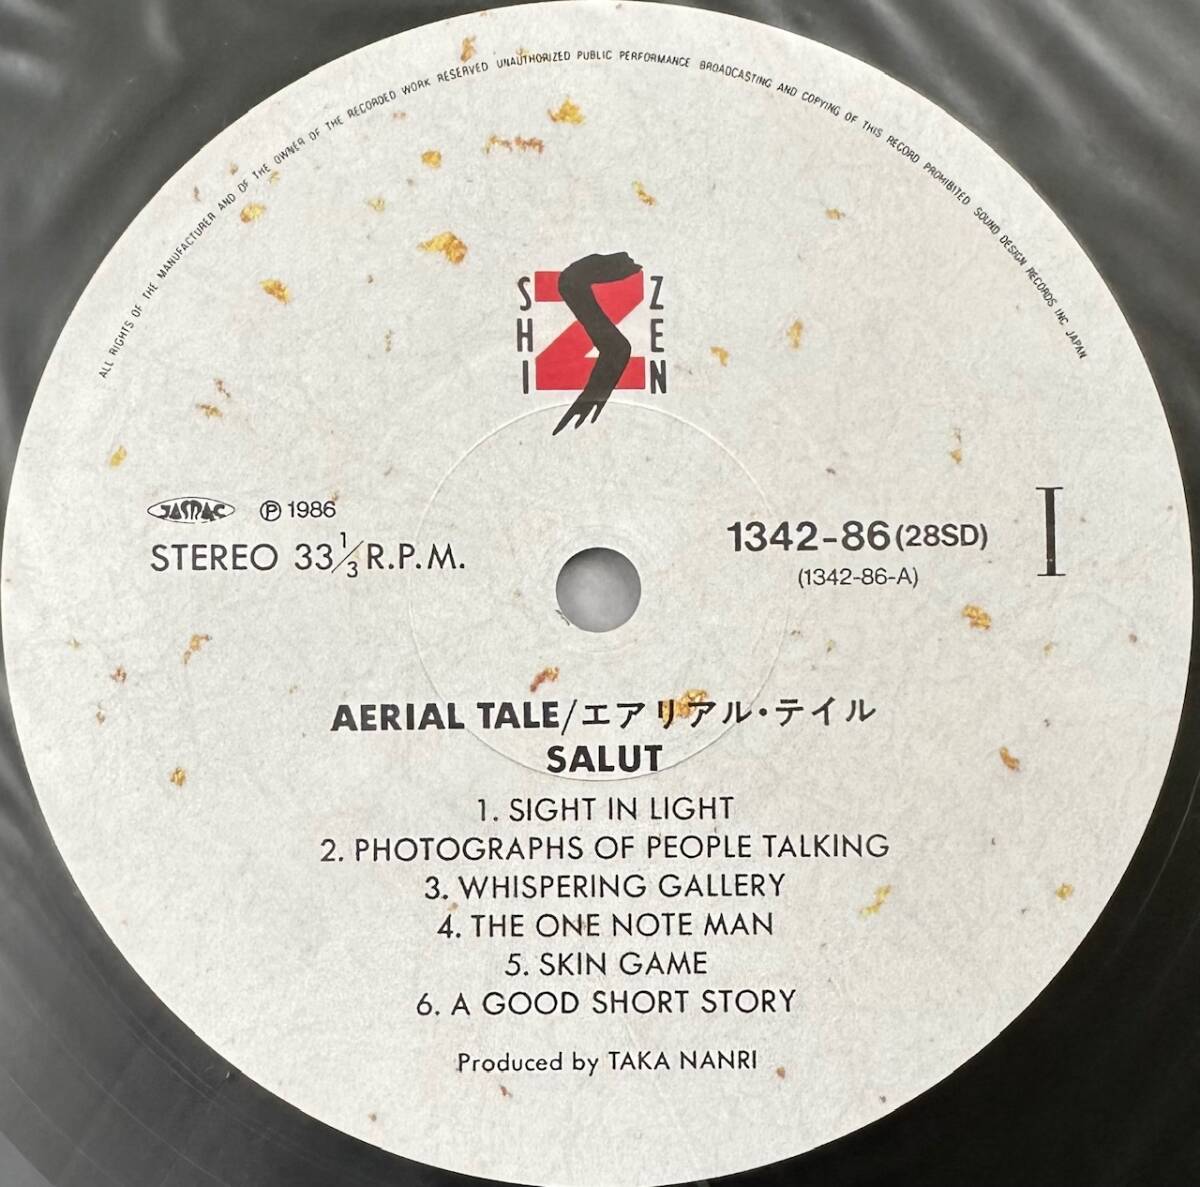 ALL RIGHTS OF THE MANUFACTURER AND OF THE OWNER OF THE RECORDED WORK RESERVED UNAUTHORIZED PUBLIC PERFORMANCE BROADCASTING AND COPYING OF THIS RECORD PROHIBITED SOUND DESIGN RECORDS INC. JAPAN
SHI ZEN
JASRAC Ⓟ 1986
STEREO 33 1/3 R.P.M.
1342-86 (28SD)
(1342-86-A)
I
AERIAL TALE/エアリアル・テイル
SALUT
1. SIGHT IN LIGHT
2. PHOTOGRAPHS OF PEOPLE TALKING
3. WHISPERING GALLERY
4. THE ONE NOTE MAN
5. SKIN GAME
6. A GOOD SHORT STORY
Produced by TAKA NANRI